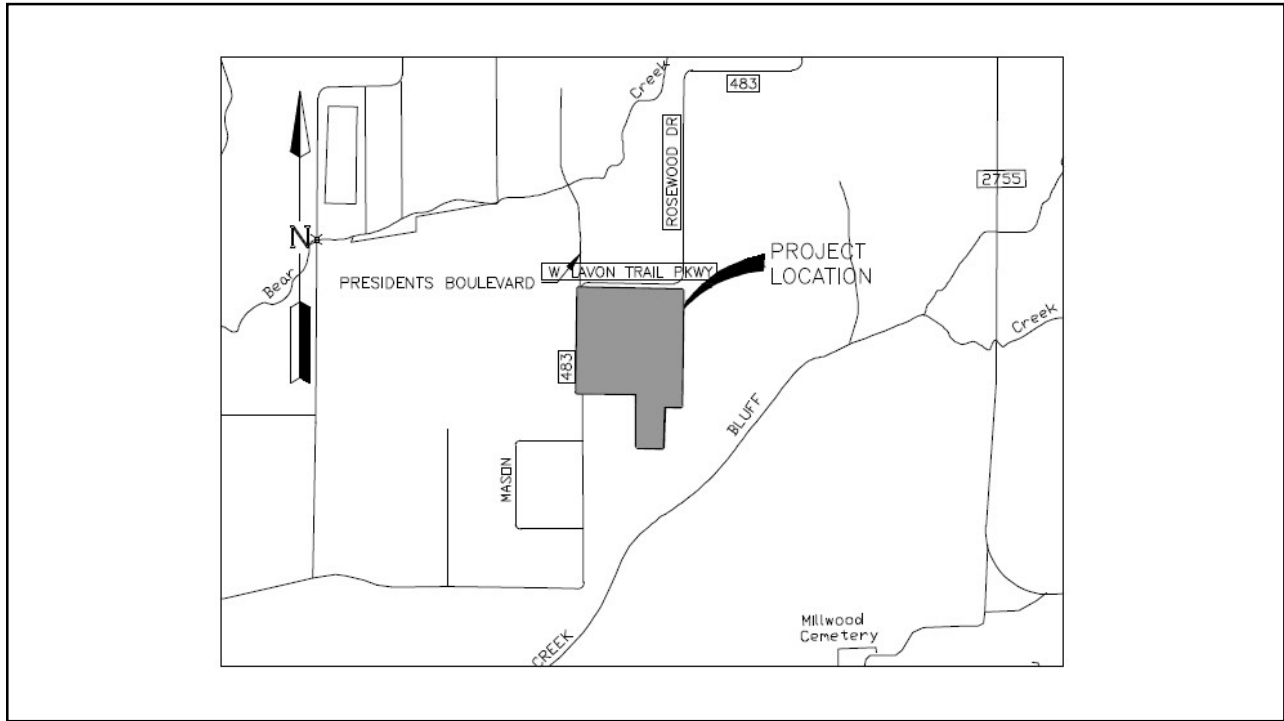 Creek
483
ROSEWOOD DR
2755
N
Bear
PRESIDENTS BOULEVARD
W LAVON TRAIL PKWY
PROJECT
LOCATION
Creek
483
BLUFF
MASON
CREEK
Millwood
Cemetery